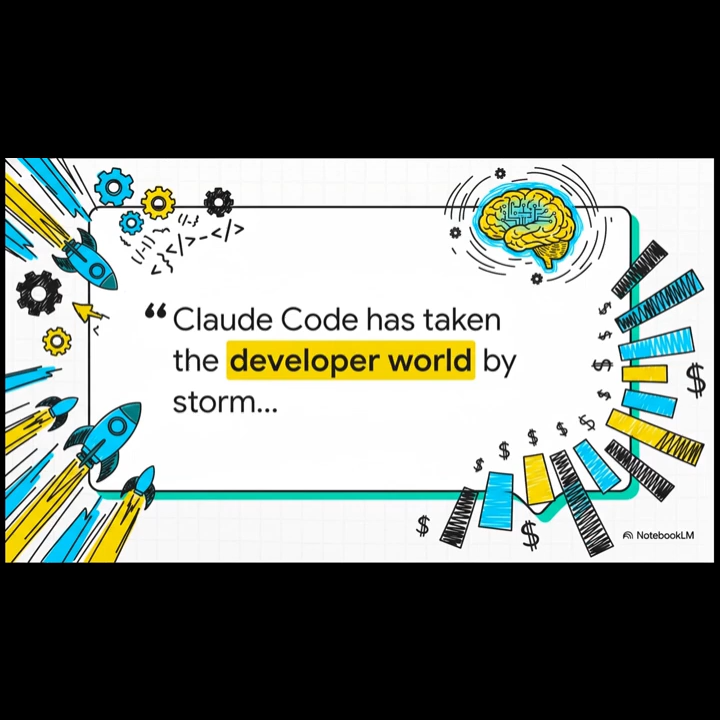 </>-</>
“Claude Code has taken
the developer world by
storm...
NotebookLM